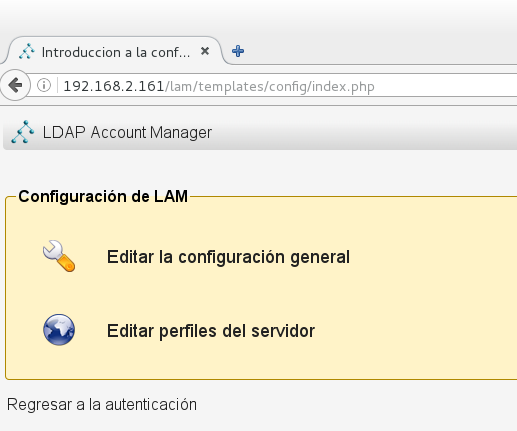 Introduccion a la conf...
192.168.2.161/lam/templates/config/index.php
LDAP Account Manager
Configuración de LAM
Editar la configuración general
Editar perfiles del servidor
Regresar a la autenticación